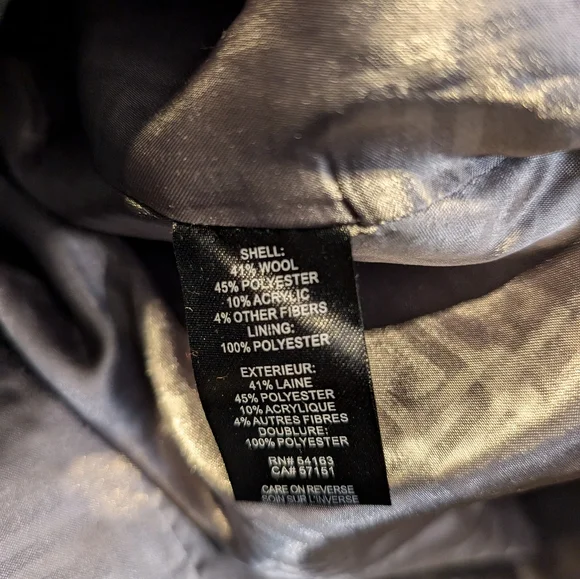 SHELL:
41% WOOL
45% POLYESTER
10% ACRYLIC
4% OTHER FIBERS
LINING:
100% POLYESTER
EXTERIEUR:
41% LAINE
45% POLYESTER
10% ACRYLIQUE
4% AUTRES FIBRES
DOUBLURE:
100% POLYESTER
RN# 54163
CA# 57151
CARE ON REVERSE
SOIN SUR L'INVERSE